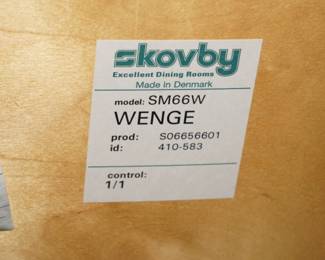 skovby
Excellent Dining Rooms
Made in Denmark
model: SM66W
WENGE
prod: S06656601
id: 410-583
control:
1/1